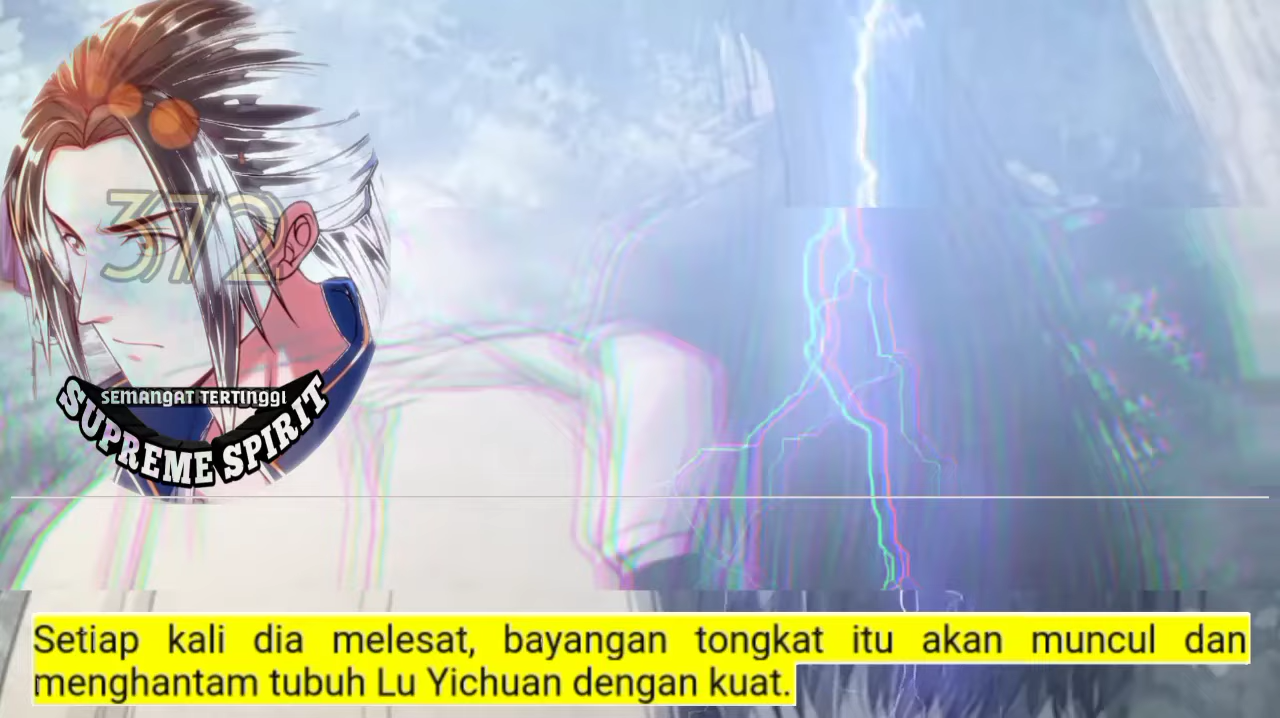 372
SEMANGAT TERTINGGI
SUPREME SPIRIT
Setiap kali dia melesat, bayangan tongkat itu akan muncul dan
menghantam tubuh Lu Yichuan dengan kuat.